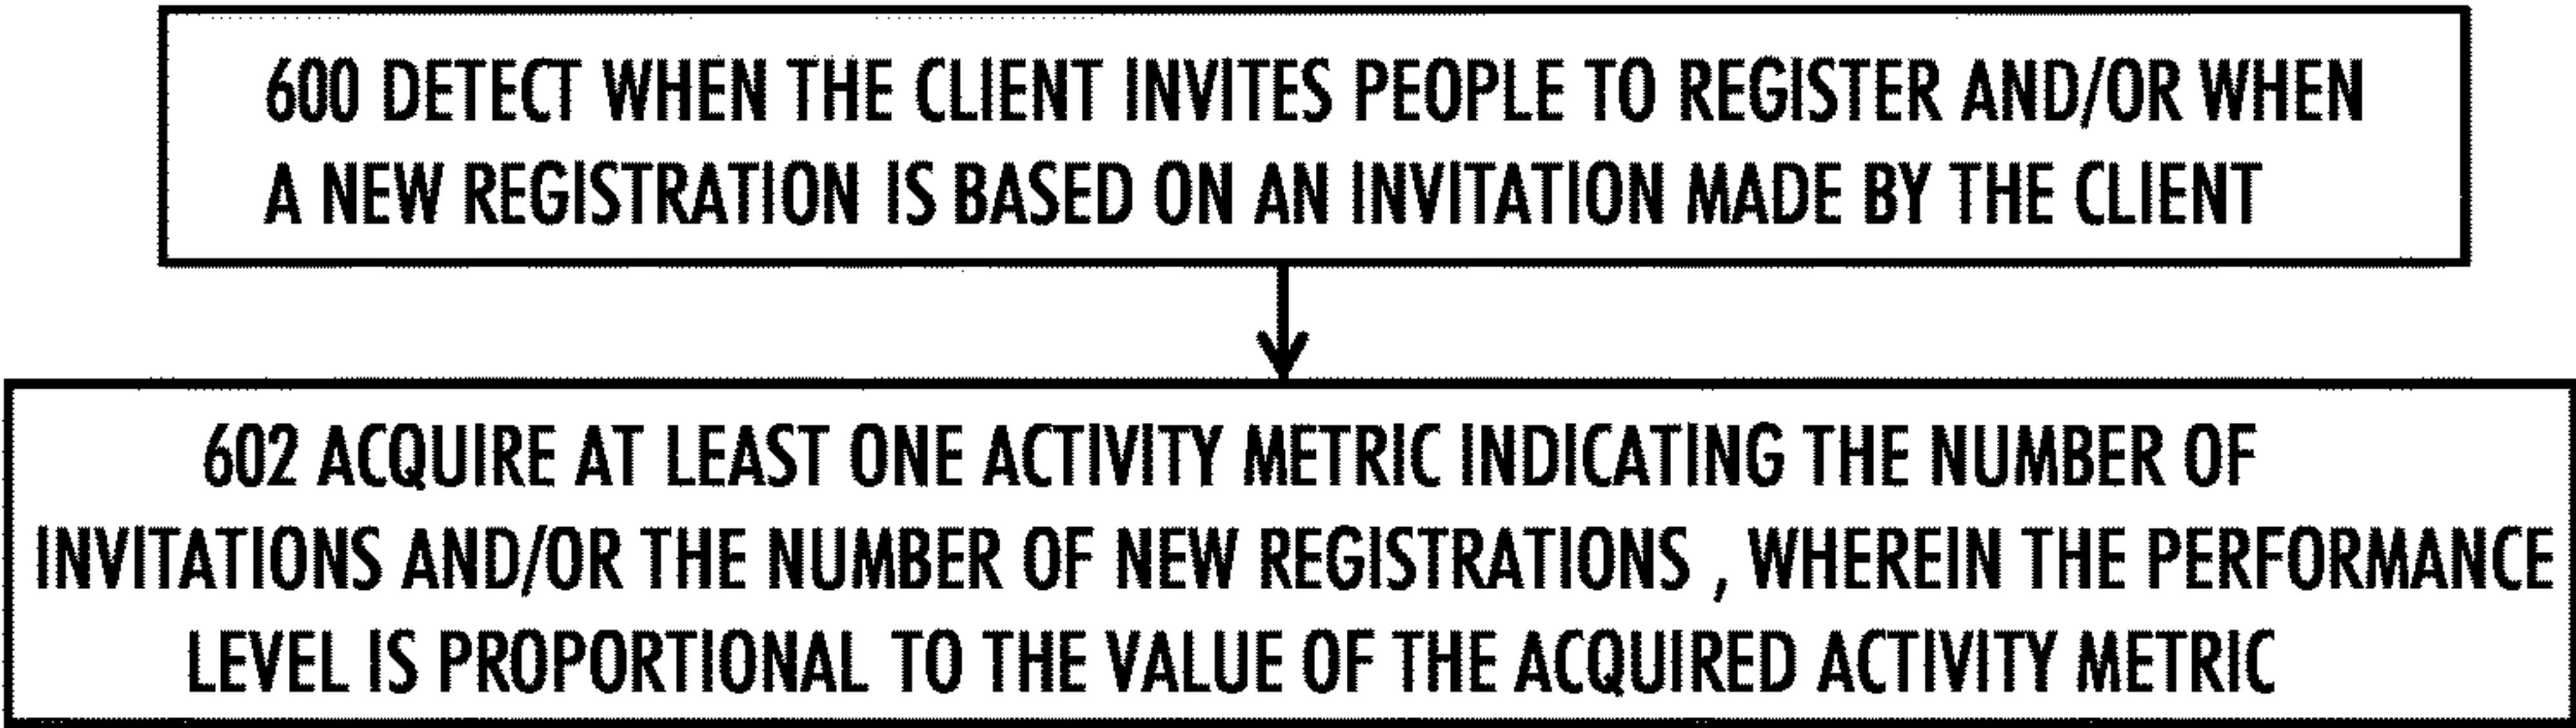 600 DETECT WHEN THE CLIENT INVITES PEOPLE TO REGISTER AND/OR WHEN
A NEW REGISTRATION IS BASED ON AN INVITATION MADE BY THE CLIENT
602 ACQUIRE AT LEAST ONE ACTIVITY METRIC INDICATING THE NUMBER OF
INVITATIONS AND/OR THE NUMBER OF NEW REGISTRATIONS , WHEREIN THE PERFORMANCE
LEVEL IS PROPORTIONAL TO THE VALUE OF THE ACQUIRED ACTIVITY METRIC